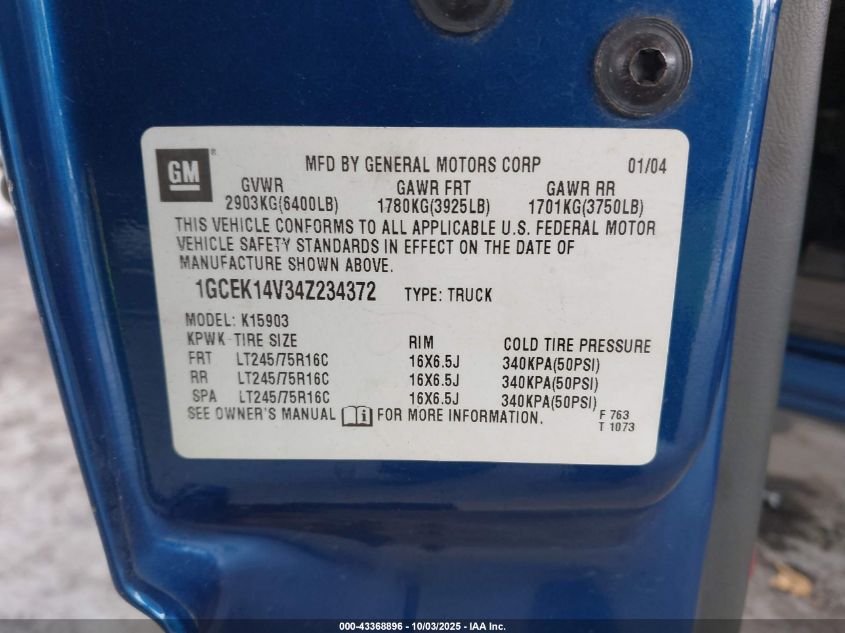 GM ® MFD BY GENERAL MOTORS CORP 01/04
GVWR GAWR FRT GAWR RR
2903KG(6400LB) 1780KG(3925LB) 1701KG(3750LB)
THIS VEHICLE CONFORMS TO ALL APPLICABLE U.S. FEDERAL MOTOR
VEHICLE SAFETY STANDARDS IN EFFECT ON THE DATE OF
MANUFACTURE SHOWN ABOVE.
1GCEK14V34Z234372 TYPE: TRUCK
MODEL: K15903
KPWK TIRE SIZE RIM COLD TIRE PRESSURE
FRT LT245/75R16C 16X6.5J 340KPA(50PSI)
RR LT245/75R16C 16X6.5J 340KPA(50PSI)
SPA LT245/75R16C 16X6.5J 340KPA(50PSI)
SEE OWNER'S MANUAL i FOR MORE INFORMATION. F 763
T 1073
000-43368896 - 10/03/2025 - IAA Inc.